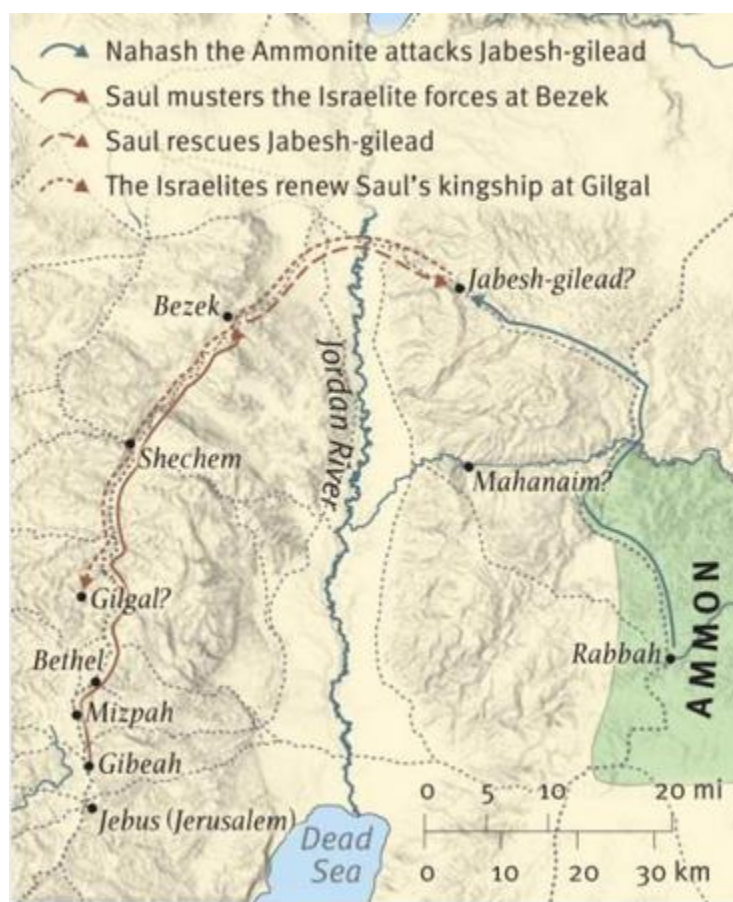 Nahash the Ammonite attacks Jabesh-gilead
Saul musters the Israelite forces at Bezek
Saul rescues Jabesh-gilead
The Israelites renew Saul's kingship at Gilgal
Jabesh-gilead?
Bezek
Jordan River
Shechem
Mahanaim?
AMMON
Gilgal?
Rabbah
Bethel
Mizpah
Gibeah
Jebus (Jerusalem)
Dead
Sea
0 5 10 20 mi
0 10 20 30 km